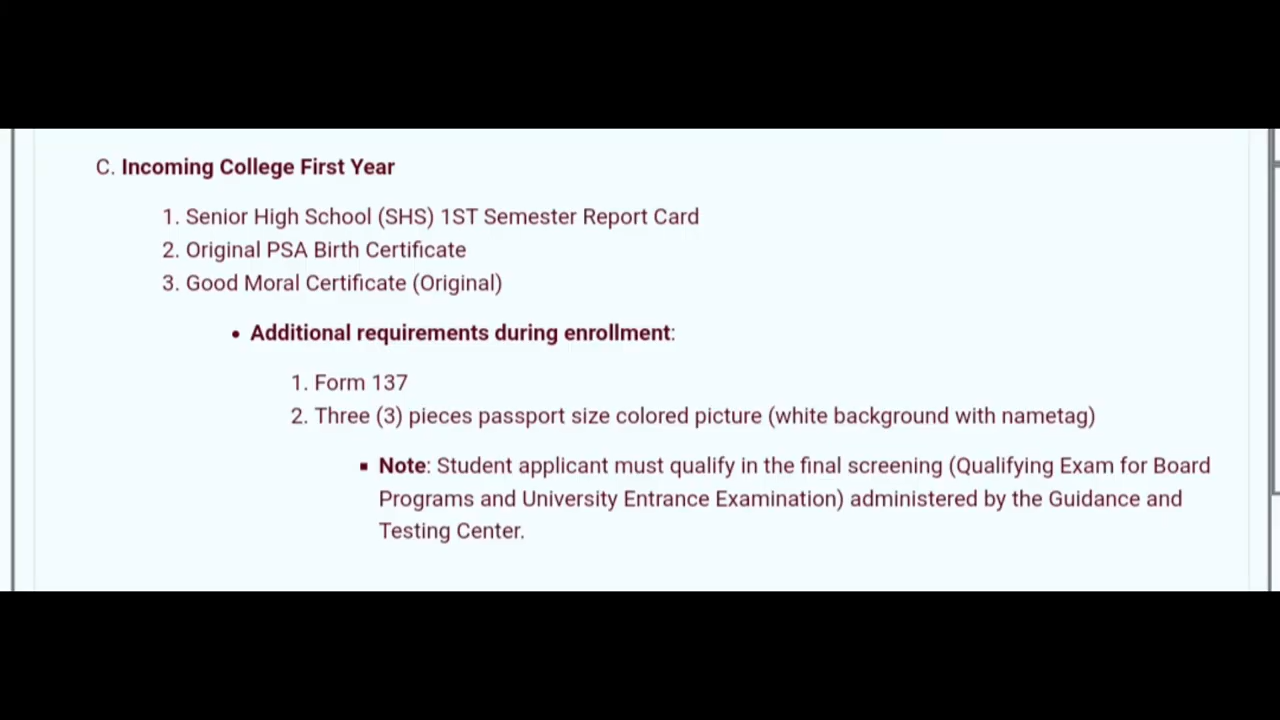 C. Incoming College First Year
1. Senior High School (SHS) 1ST Semester Report Card
2. Original PSA Birth Certificate
3. Good Moral Certificate (Original)
• Additional requirements during enrollment:
1. Form 137
2. Three (3) pieces passport size colored picture (white background with nametag)
▪ Note: Student applicant must qualify in the final screening (Qualifying Exam for Board
Programs and University Entrance Examination) administered by the Guidance and
Testing Center.